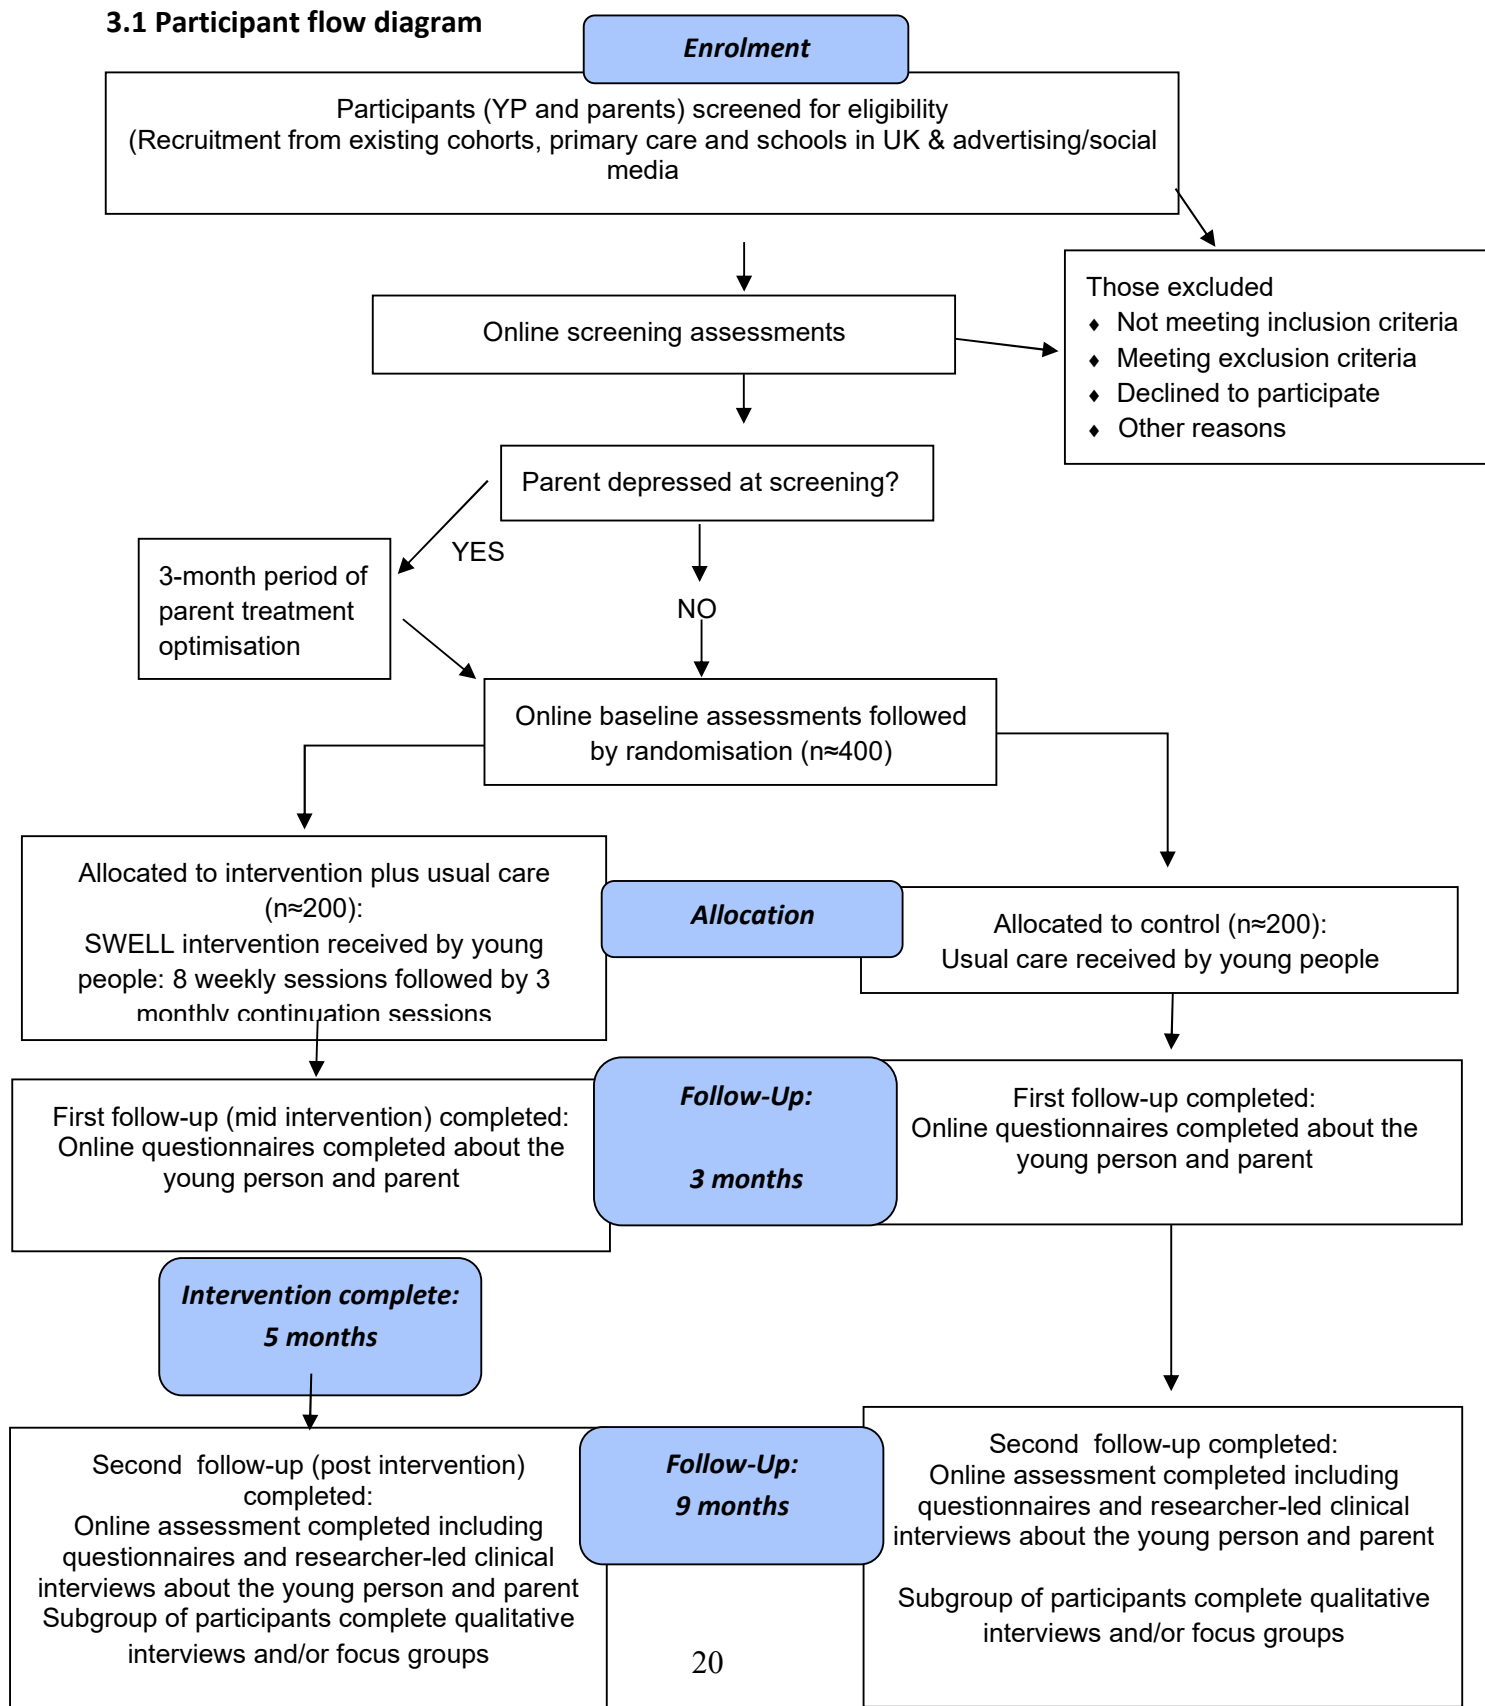 3.1 Participant flow diagram
Enrolment
Participants (YP and parents) screened for eligibility
(Recruitment from existing cohorts, primary care and schools in UK & advertising/social
media
Those excluded
♦ Not meeting inclusion criteria
♦ Meeting exclusion criteria
♦ Declined to participate
♦ Other reasons
Online screening assessments
Parent depressed at screening?
YES
NO
3-month period of
parent treatment
optimisation
Online baseline assessments followed
by randomisation (n≈400)
Allocated to intervention plus usual care
(n≈200):
SWELL intervention received by young
people: 8 weekly sessions followed by 3
monthly continuation sessions
Allocation
Allocated to control (n≈200):
Usual care received by young people
First follow-up (mid intervention) completed:
Online questionnaires completed about the
young person and parent
Follow-Up:
3 months
First follow-up completed:
Online questionnaires completed about the
young person and parent
Intervention complete:
5 months
Second follow-up (post intervention)
completed:
Online assessment completed including
questionnaires and researcher-led clinical
interviews about the young person and parent
Subgroup of participants complete qualitative
interviews and/or focus groups
Follow-Up:
9 months
Second follow-up completed:
Online assessment completed including
questionnaires and researcher-led clinical
interviews about the young person and parent
Subgroup of participants complete qualitative
interviews and/or focus groups
20